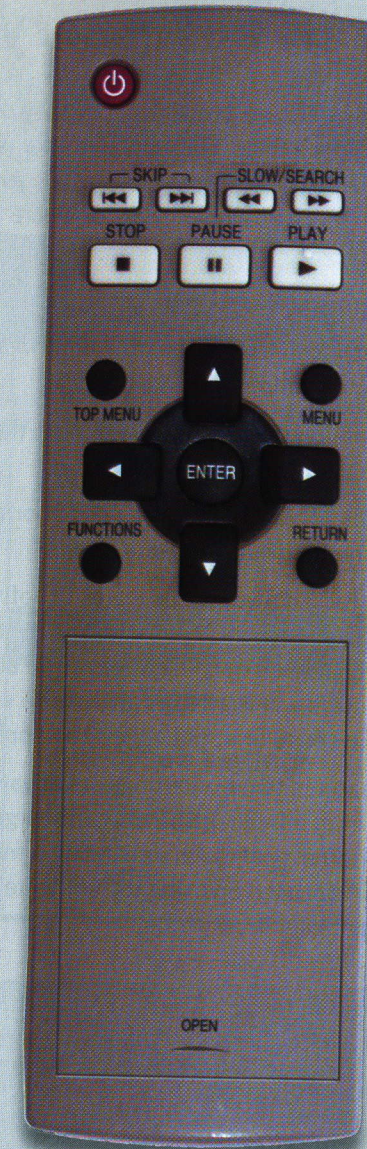 SKIP SLOW/SEARCH
STOP PAUSE PLAY
TOP MENU MENU
ENTER
FUNCTIONS RETURN
OPEN